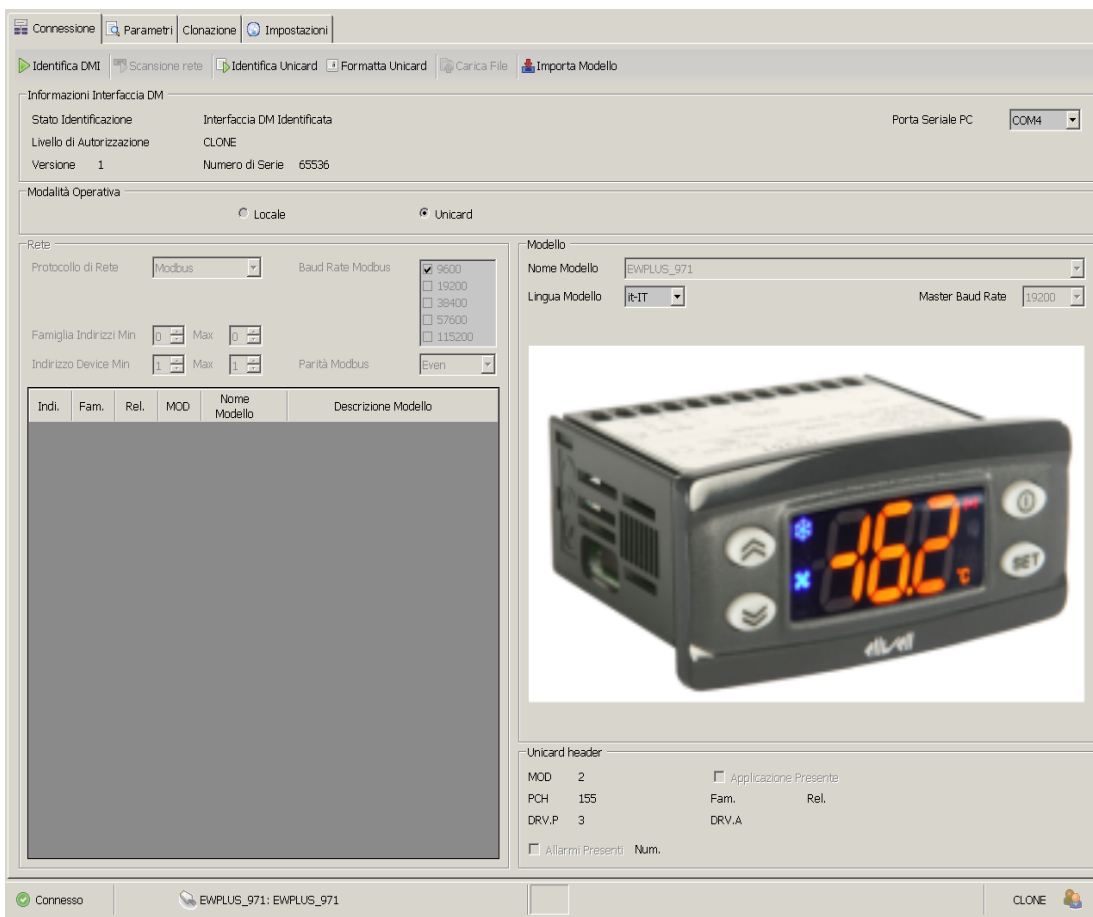 Connessione Parametri Clonazione Impostazioni
Identifica DMI Scansione rete Identifica Unicard Formatta Unicard Carica File Importa Modello
Informazioni Interfaccia DM
Stato Identificazione Interfaccia DM Identificata Porta Seriale PC COM4
Livello di Autorizzazione CLONE
Versione 1 Numero di Serie 65536
Modalità Operativa
Locale Unicard
Rete
Protocollo di Rete Modbus Baud Rate Modbus 9600
19200
38400
57600
Famiglia Indirizzi Min 0 Max 0 115200
Indirizzo Device Min 1 Max 1 Parità Modbus Even
Indi. Fam. Rel. MOD Nome Modello Descrizione Modello
Modello
Nome Modello EWPLUS_971
Lingua Modello it-IT Master Baud Rate 19200
-16.2 °C
SET
eliwell
Unicard header
MOD 2 Applicazione Presente
PCH 155 Fam. Rel.
DRV.P 3 DRV.A
Allarmi Presenti Num.
Connesso EWPLUS_971: EWPLUS_971 CLONE